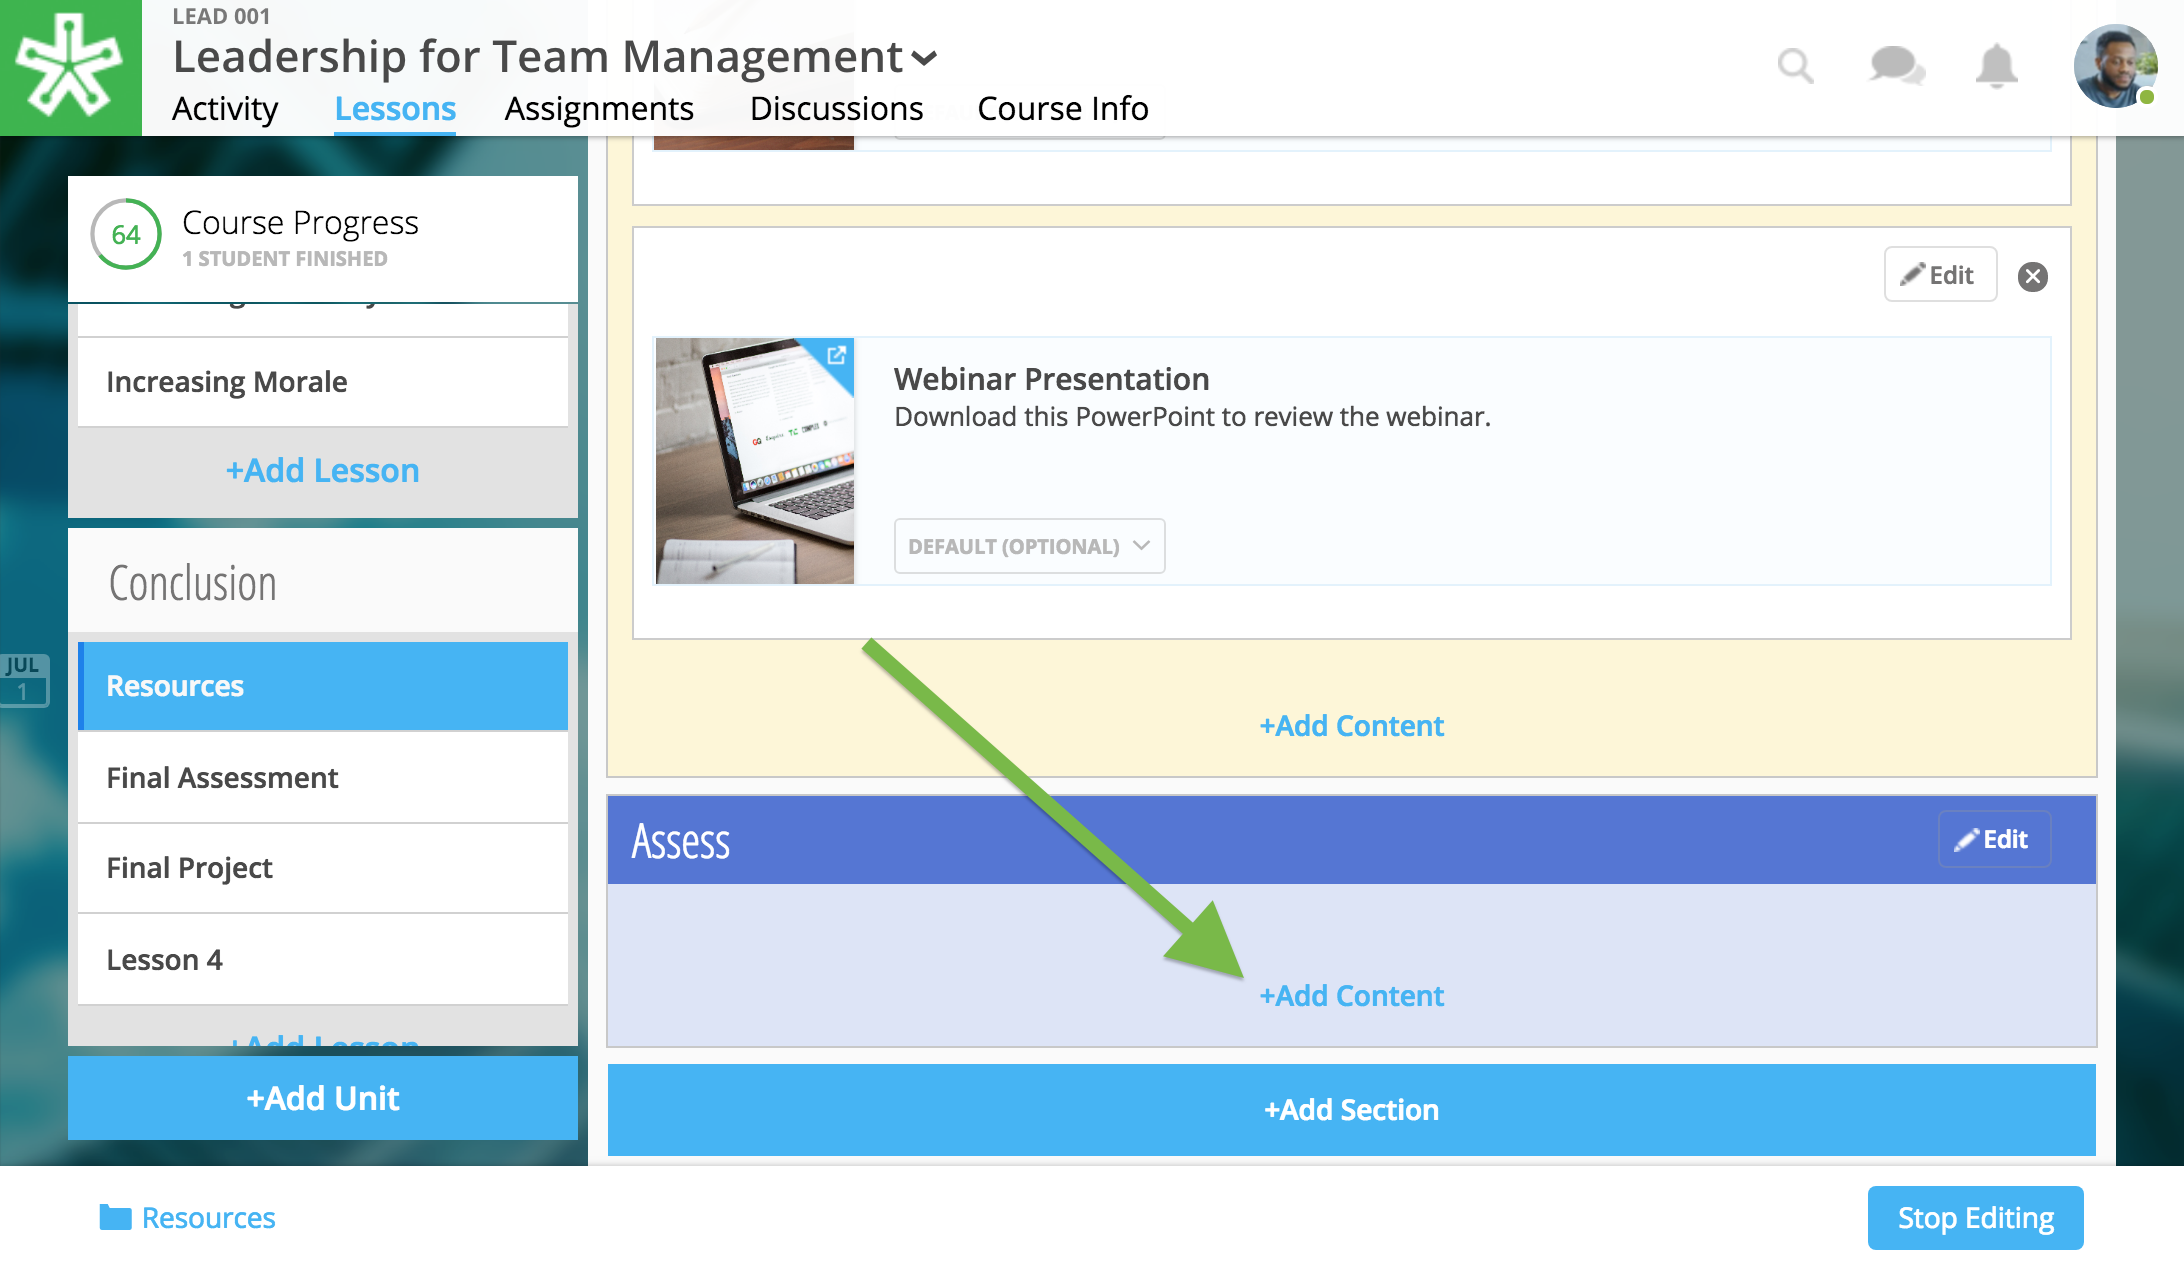 LEAD 001
Leadership for Team Management
Activity Lessons Assignments Discussions Course Info
64
Course Progress
1 STUDENT FINISHED
Increasing Morale
+Add Lesson
Conclusion
JUL
1
Resources
Final Assessment
Final Project
Lesson 4
+Add Lesson
+Add Unit
Edit
Webinar Presentation
Download this PowerPoint to review the webinar.
DEFAULT (OPTIONAL)
+Add Content
Assess
Edit
+Add Content
+Add Section
Resources
Stop Editing